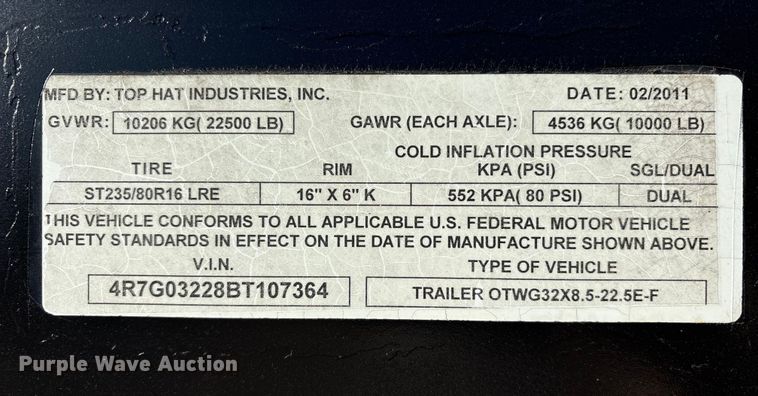 MFD BY: TOP HAT INDUSTRIES, INC. DATE: 02/2011
GVWR: 10206 KG( 22500 LB) GAWR (EACH AXLE): 4536 KG( 10000 LB)
COLD INFLATION PRESSURE
TIRE RIM KPA (PSI) SGL/DUAL
ST235/80R16 LRE 16" X 6" K 552 KPA( 80 PSI) DUAL
THIS VEHICLE CONFORMS TO ALL APPLICABLE U.S. FEDERAL MOTOR VEHICLE
SAFETY STANDARDS IN EFFECT ON THE DATE OF MANUFACTURE SHOWN ABOVE.
V.I.N. TYPE OF VEHICLE
4R7G03228BT107364 TRAILER OTWG32X8.5-22.5E-F
Purple Wave Auction